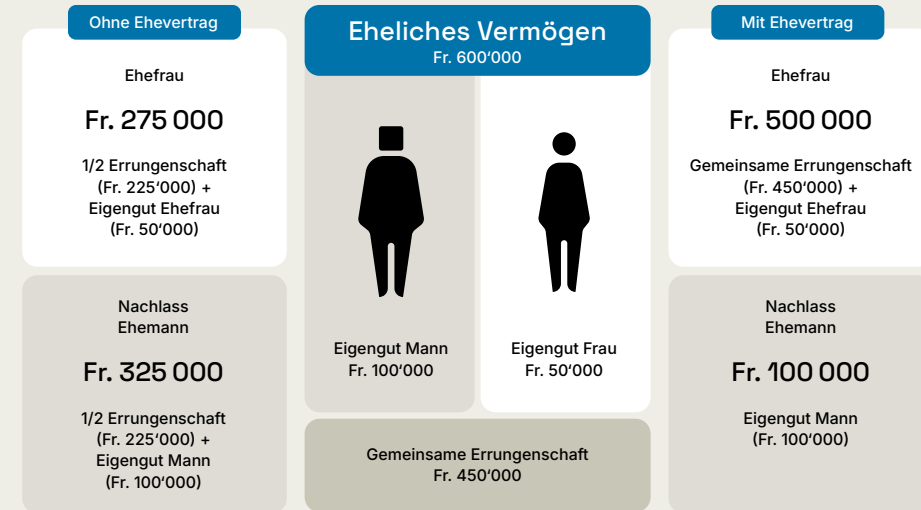 Ohne Ehevertrag
Ehefrau
Fr. 275 000
1/2 Errungenschaft
(Fr. 225‘000) +
Eigengut Ehefrau
(Fr. 50‘000)
Nachlass
Ehemann
Fr. 325 000
1/2 Errungenschaft
(Fr. 225‘000) +
Eigengut Mann
(Fr. 100‘000)
Eheliches Vermögen
Fr. 600‘000
Eigengut Mann
Fr. 100‘000
Eigengut Frau
Fr. 50‘000
Gemeinsame Errungenschaft
Fr. 450‘000
Mit Ehevertrag
Ehefrau
Fr. 500 000
Gemeinsame Errungenschaft
(Fr. 450‘000) +
Eigengut Ehefrau
(Fr. 50‘000)
Nachlass
Ehemann
Fr. 100 000
Eigengut Mann
(Fr. 100‘000)